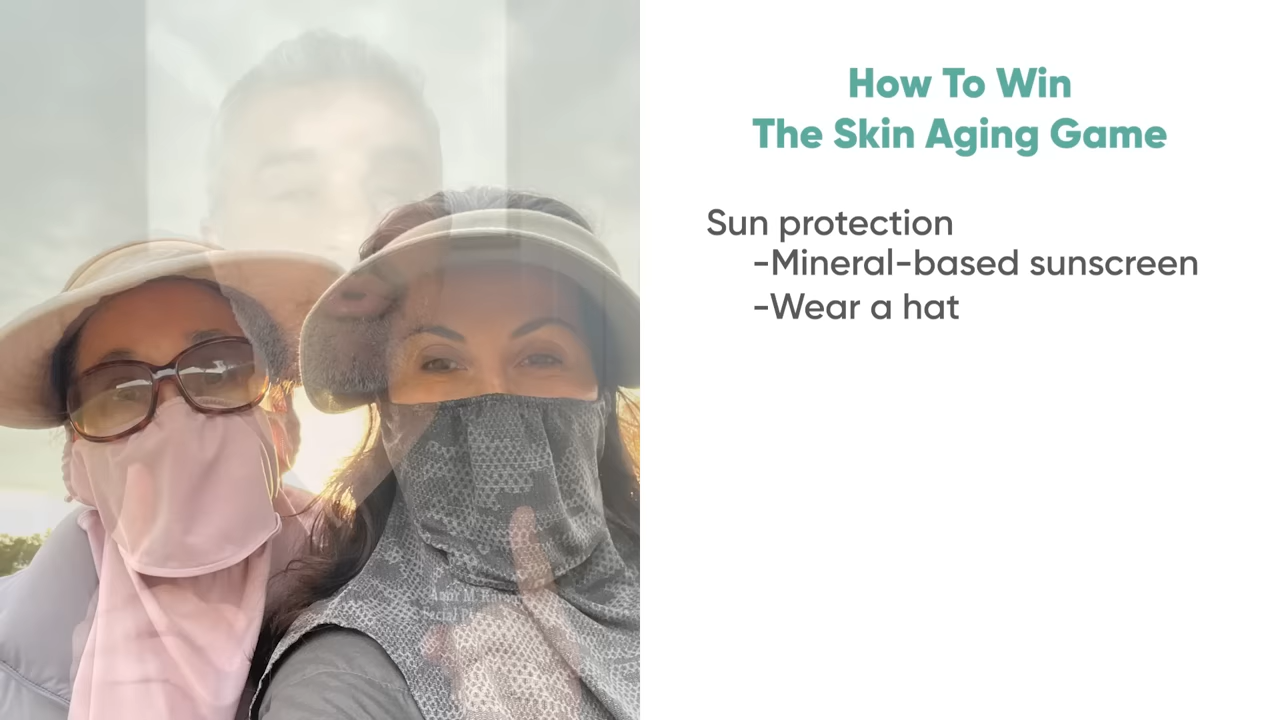 How To Win
The Skin Aging Game
Sun protection
-Mineral-based sunscreen
-Wear a hat